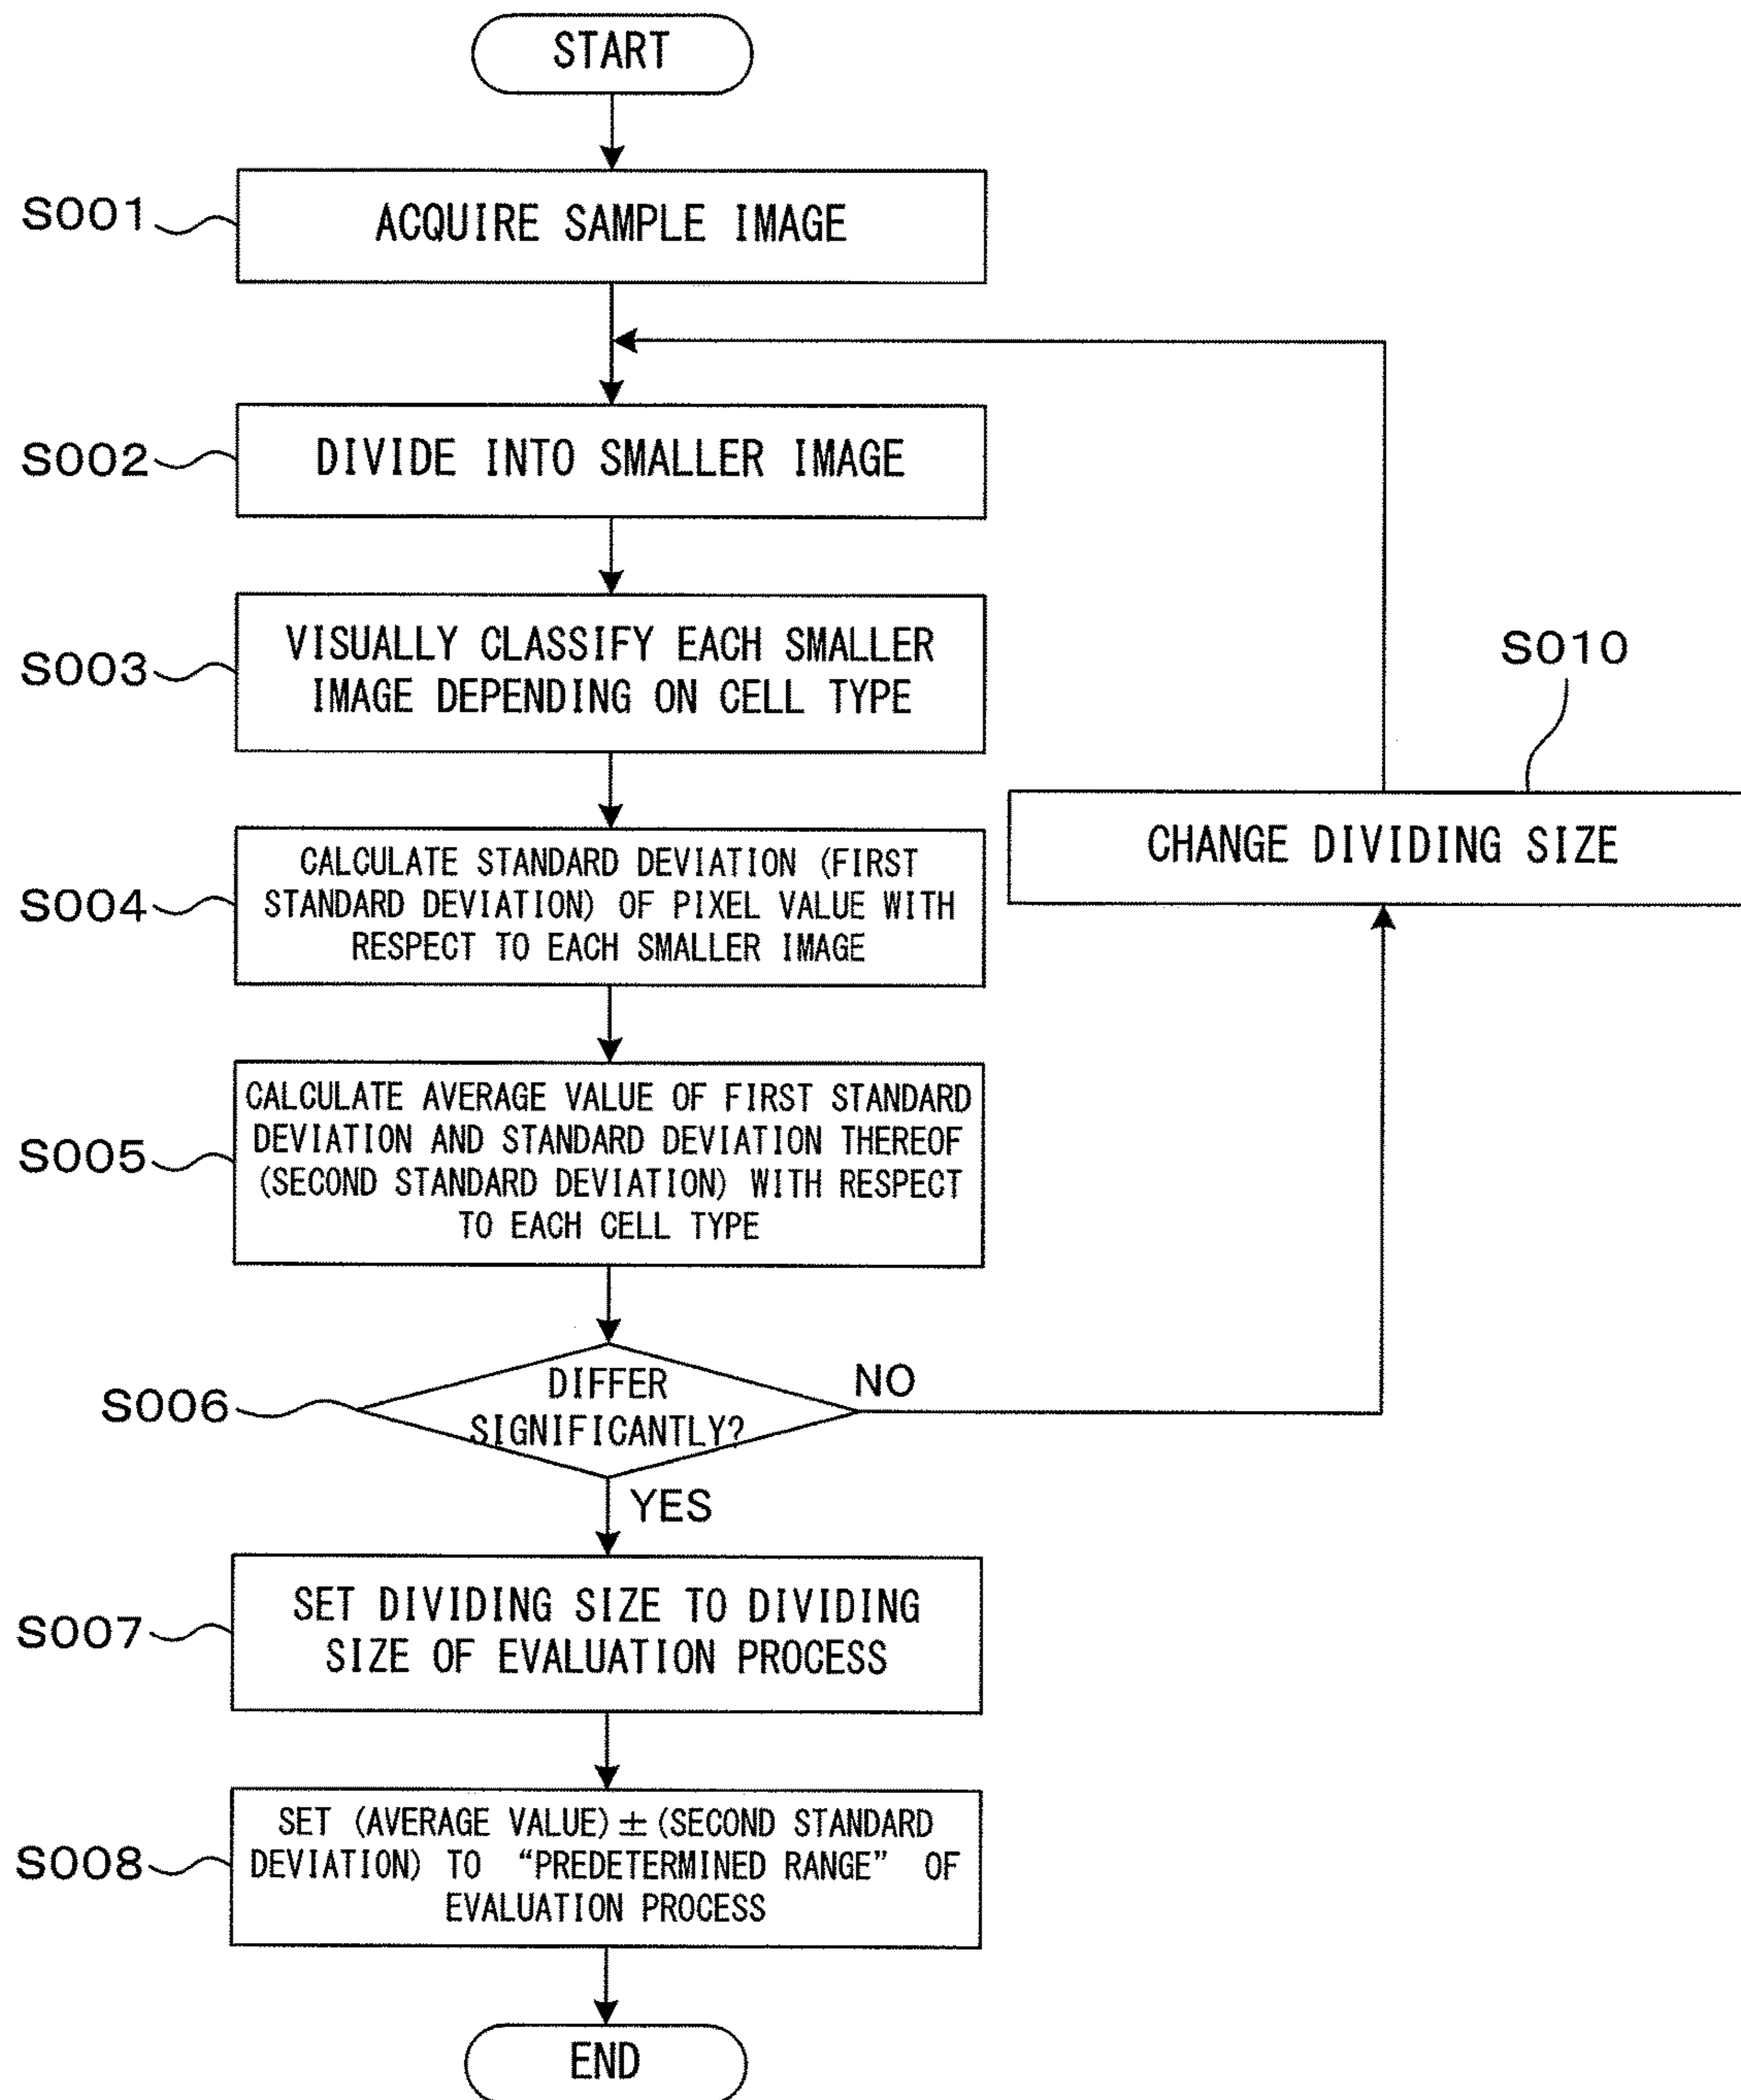 START
S001
ACQUIRE SAMPLE IMAGE
S002
DIVIDE INTO SMALLER IMAGE
S003
VISUALLY CLASSIFY EACH SMALLER
IMAGE DEPENDING ON CELL TYPE
S010
CHANGE DIVIDING SIZE
S004
CALCULATE STANDARD DEVIATION (FIRST
STANDARD DEVIATION) OF PIXEL VALUE WITH
RESPECT TO EACH SMALLER IMAGE
S005
CALCULATE AVERAGE VALUE OF FIRST STANDARD
DEVIATION AND STANDARD DEVIATION THEREOF
(SECOND STANDARD DEVIATION) WITH RESPECT
TO EACH CELL TYPE
S006
DIFFER
SIGNIFICANTLY?
NO
YES
S007
SET DIVIDING SIZE TO DIVIDING
SIZE OF EVALUATION PROCESS
S008
SET (AVERAGE VALUE) ± (SECOND STANDARD
DEVIATION) TO “PREDETERMINED RANGE” OF
EVALUATION PROCESS
END